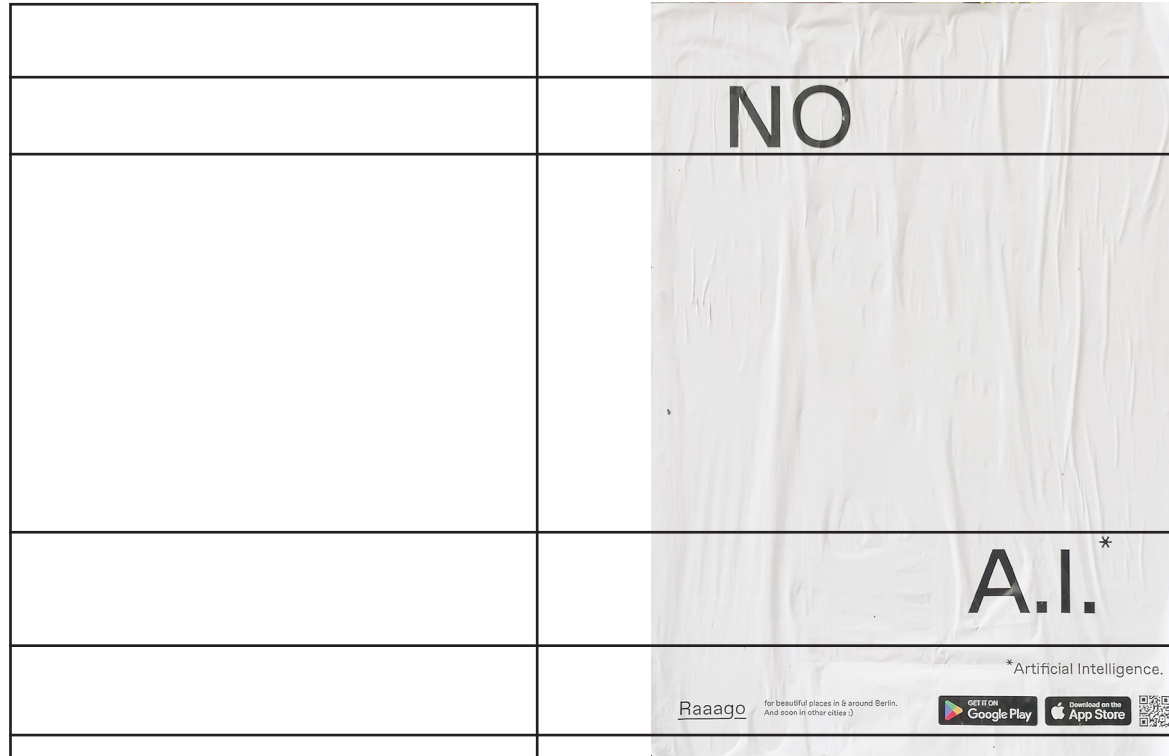 NO
A.I.*
*Artificial Intelligence.
Raaago
for beautiful places in & around Berlin.
And soon in other cities :)
GET IT ON
Google Play
Download on the
App Store